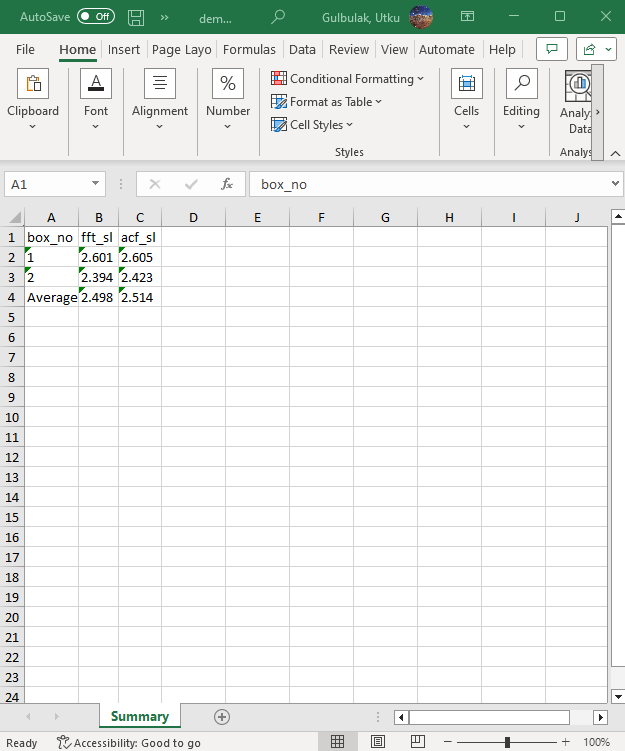 AutoSave Off dem... Gulbulak, Utku
File Home Insert Page Layo Formulas Data Review View Automate Help
Clipboard Font Alignment Number Conditional Formatting Format as Table Cell Styles Styles Cells Editing Analyz Data Analys
A1 fx box_no
A B C D E F G H I J
1 box_no fft_sl acf_sl
2 1 2.601 2.605
3 2 2.394 2.423
4 Average 2.498 2.514
5
6
7
8
9
10
11
12
13
14
15
16
17
18
19
20
21
22
23
24
Summary
Ready Accessibility: Good to go 100%